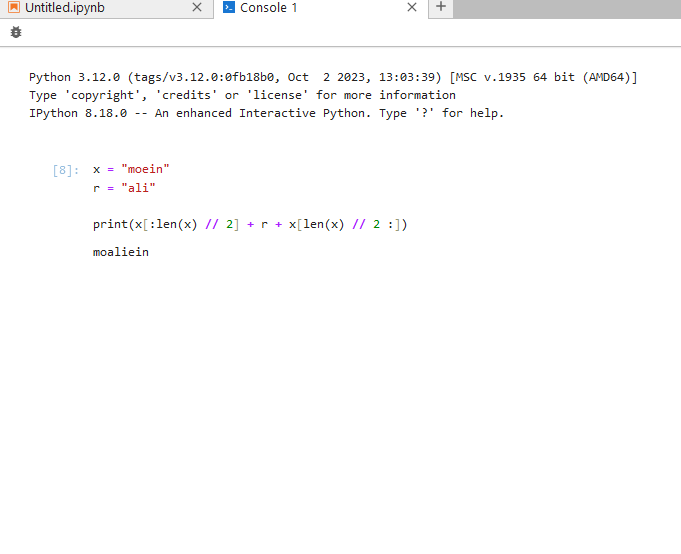 Untitled.ipynb
Console 1
Python 3.12.0 (tags/v3.12.0:0fb18b0, Oct  2 2023, 13:03:39) [MSC v.1935 64 bit (AMD64)]
Type 'copyright', 'credits' or 'license' for more information
IPython 8.18.0 -- An enhanced Interactive Python. Type '?' for help.
[8]: x = "moein"
r = "ali"
print(x[:len(x) // 2] + r + x[len(x) // 2 :])
moaliein